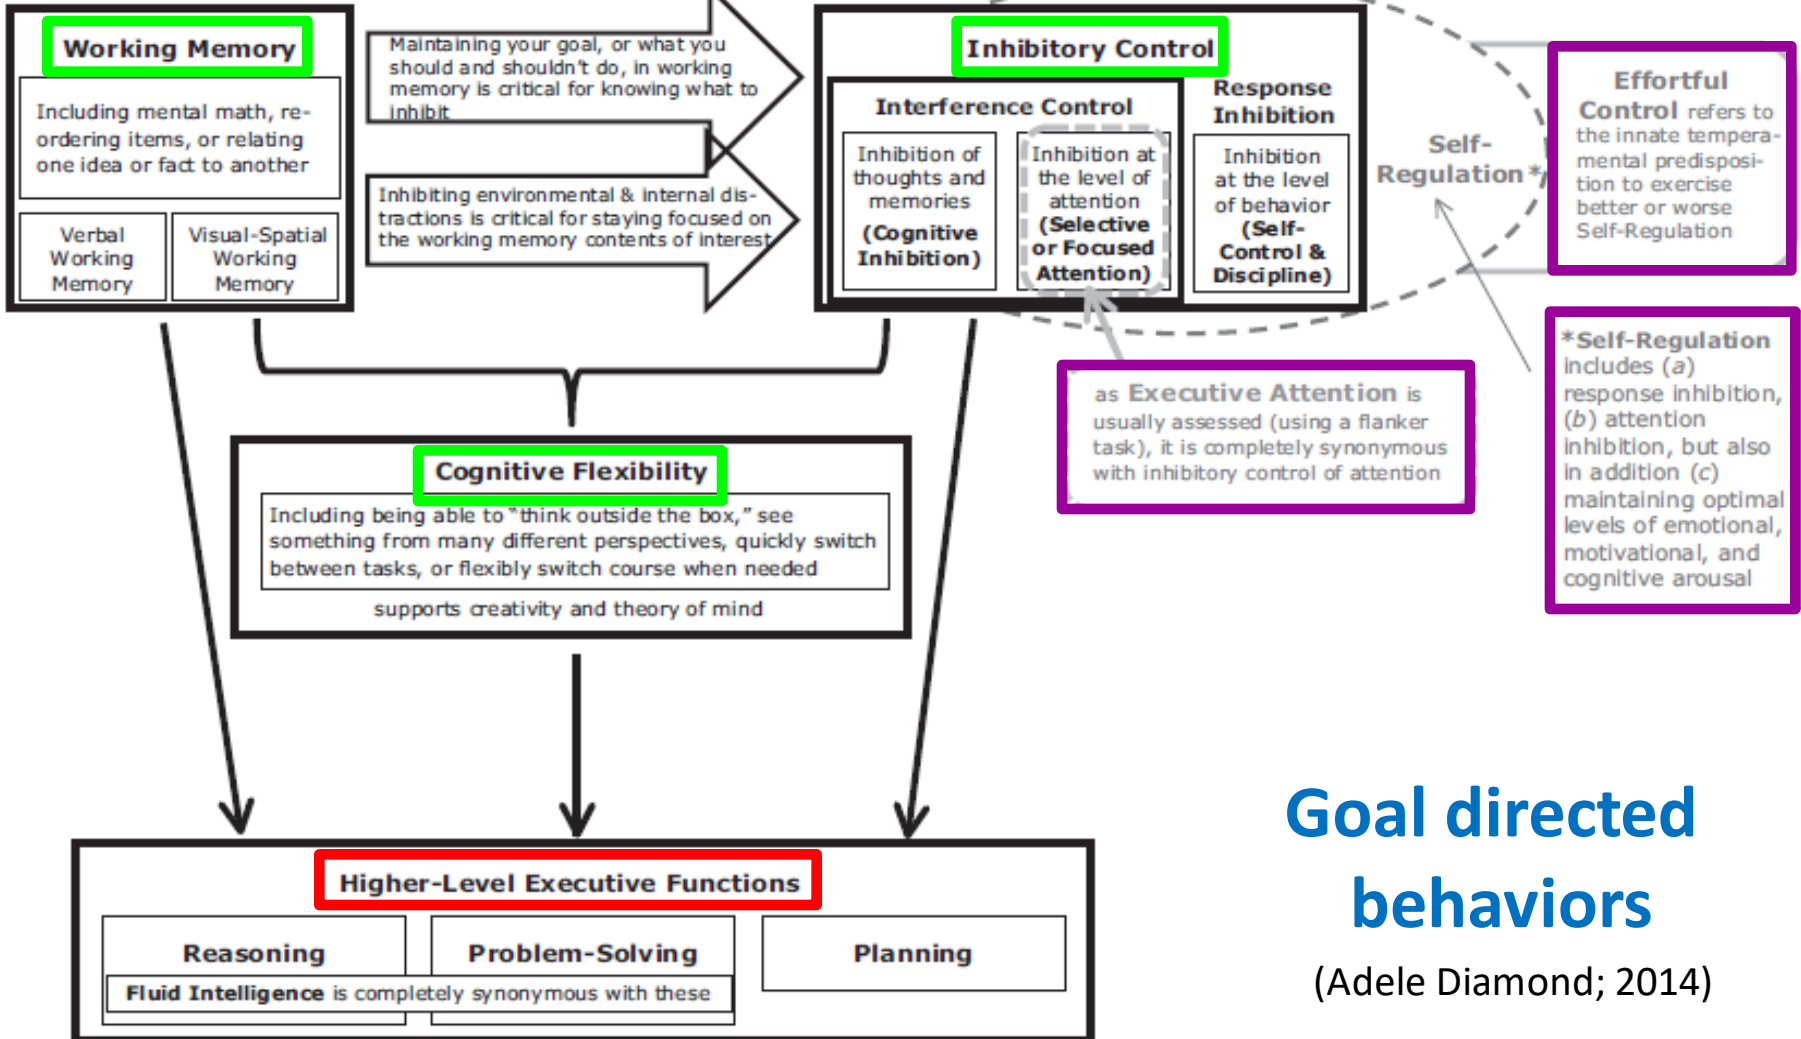 Working Memory
Including mental math, re-
ordering items, or relating
one idea or fact to another
Verbal
Working
Memory
Visual-Spatial
Working
Memory
Maintaining your goal, or what you
should and shouldn't do, in working
memory is critical for knowing what to
inhibit
Inhibiting environmental & internal dis-
tractions is critical for staying focused on
the working memory contents of interest
Inhibitory Control
Interference Control
Inhibition of
thoughts and
memories
(Cognitive
Inhibition)
Inhibition at
the level of
attention
(Selective
or Focused
Attention)
Response
Inhibition
Inhibition
at the level
of behavior
(Self-
Control &
Discipline)
Self-
Regulation*
Effortful
Control refers to
the innate tempera-
mental predisposi-
tion to exercise
better or worse
Self-Regulation
*Self-Regulation
includes (a)
response inhibition,
(b) attention
inhibition, but also
in addition (c)
maintaining optimal
levels of emotional,
motivational, and
cognitive arousal
as Executive Attention is
usually assessed (using a flanker
task), it is completely synonymous
with inhibitory control of attention
Cognitive Flexibility
Including being able to "think outside the box," see
something from many different perspectives, quickly switch
between tasks, or flexibly switch course when needed
supports creativity and theory of mind
Higher-Level Executive Functions
Reasoning
Problem-Solving
Planning
Fluid Intelligence is completely synonymous with these
Goal directed
behaviors
(Adele Diamond; 2014)